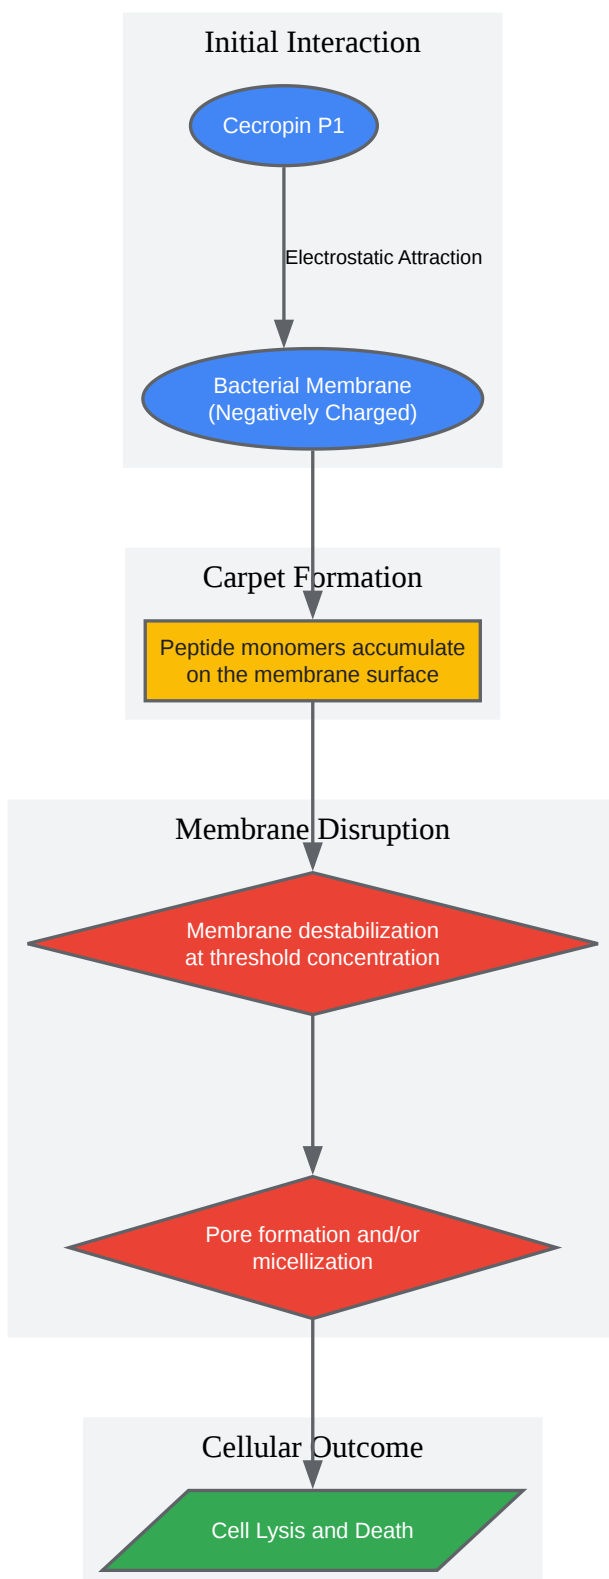 Initial Interaction
Cecropin P1
Electrostatic Attraction
Bacterial Membrane
(Negatively Charged)
Carpet Formation
Peptide monomers accumulate
on the membrane surface
Membrane Disruption
Membrane destabilization
at threshold concentration
Pore formation and/or
micellization
Cellular Outcome
Cell Lysis and Death